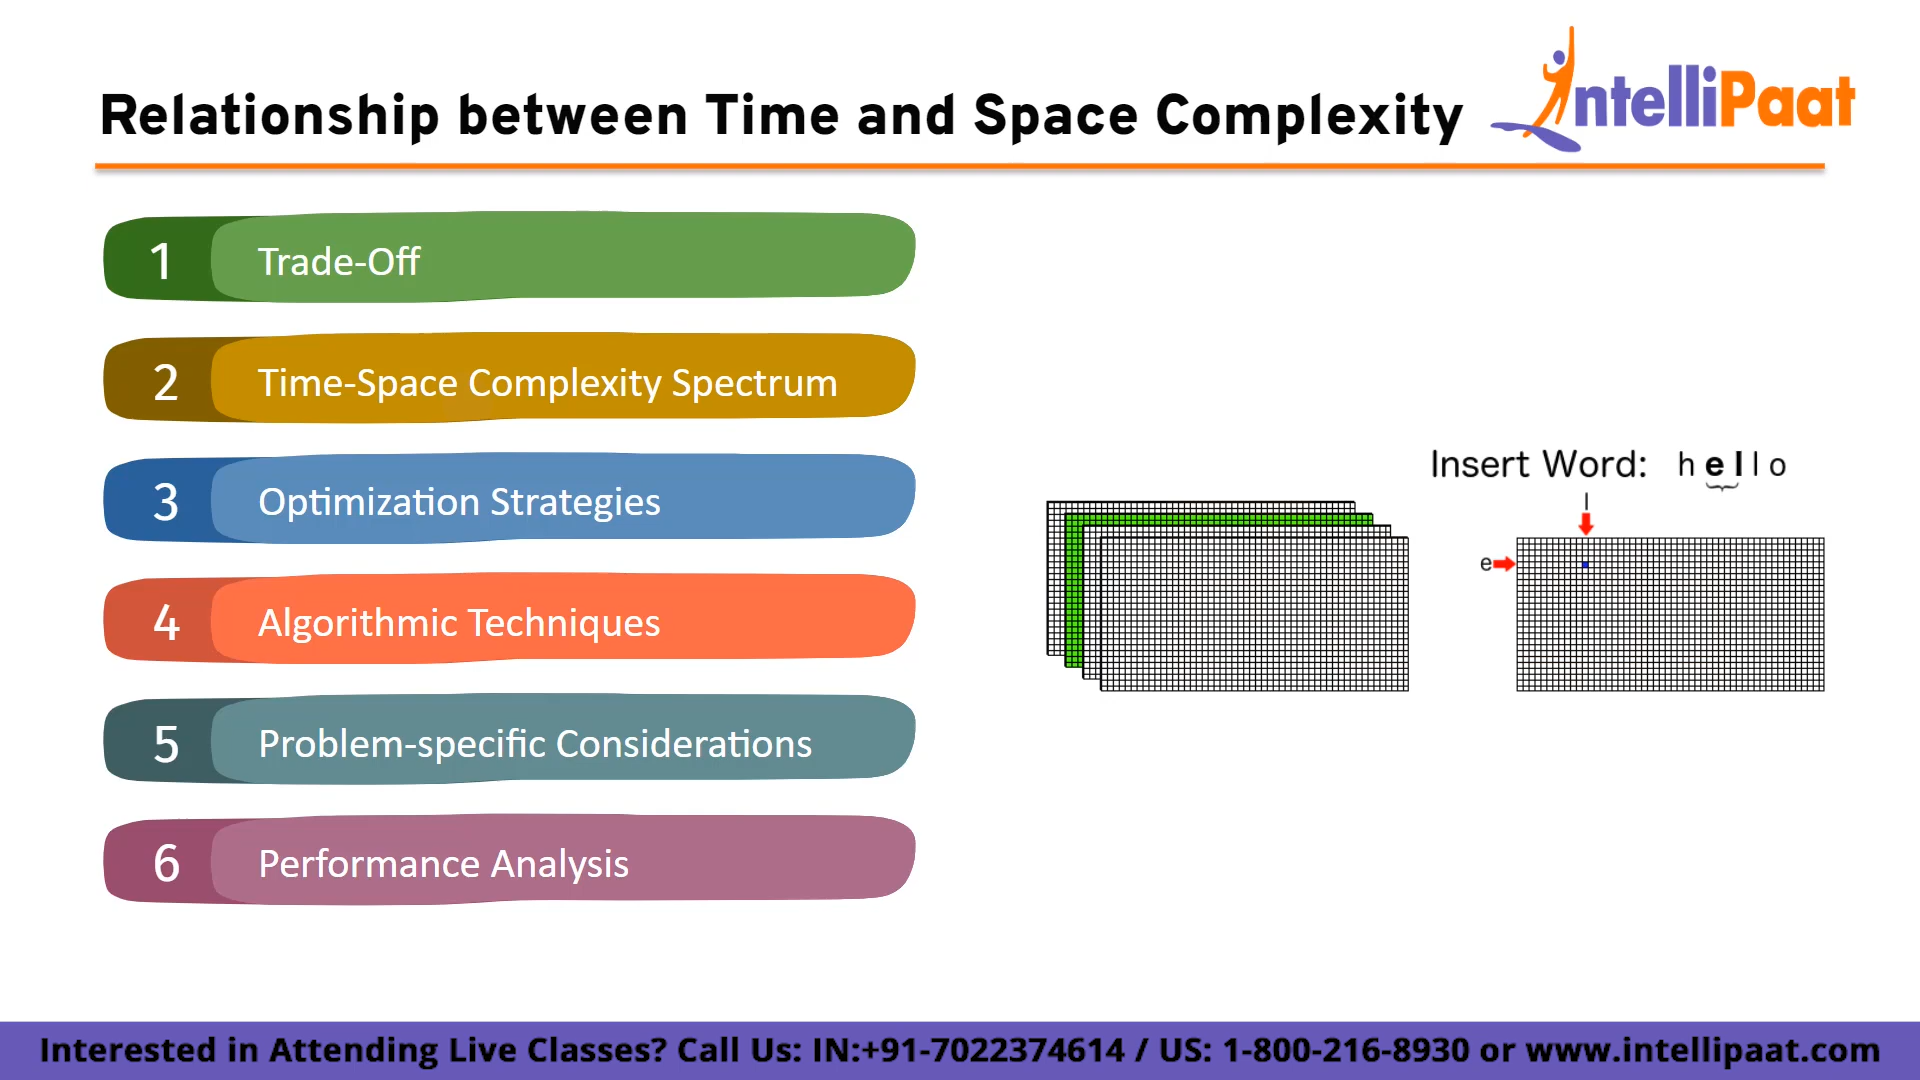 Relationship between Time and Space Complexity
IntelliPaat
1 Trade-Off
2 Time-Space Complexity Spectrum
3 Optimization Strategies
4 Algorithmic Techniques
5 Problem-specific Considerations
6 Performance Analysis
Insert Word: h e l l o
l
e
Interested in Attending Live Classes? Call Us: IN:+91-7022374614 / US: 1-800-216-8930 or www.intellipaat.com